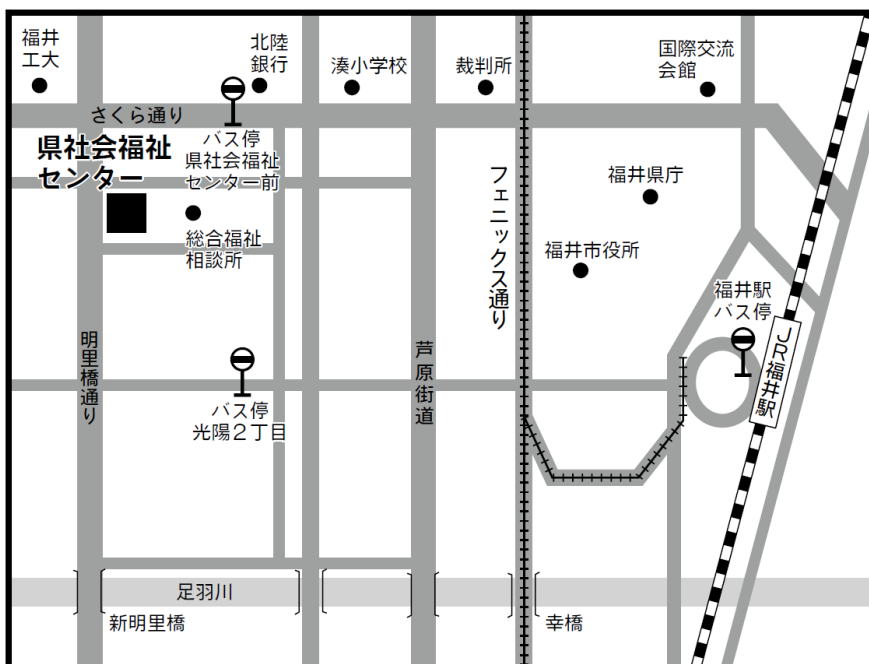 福井
工大
北陸
銀行
湊小学校
裁判所
国際交流
会館
さくら通り
バス停
県社会福祉
センター前
県社会福祉
センター
総合福祉
相談所
フェニックス通り
福井県庁
福井市役所
福井駅
バス停
JR福井駅
明里橋通り
芦原街道
バス停
光陽2丁目
足羽川
新明里橋
幸橋